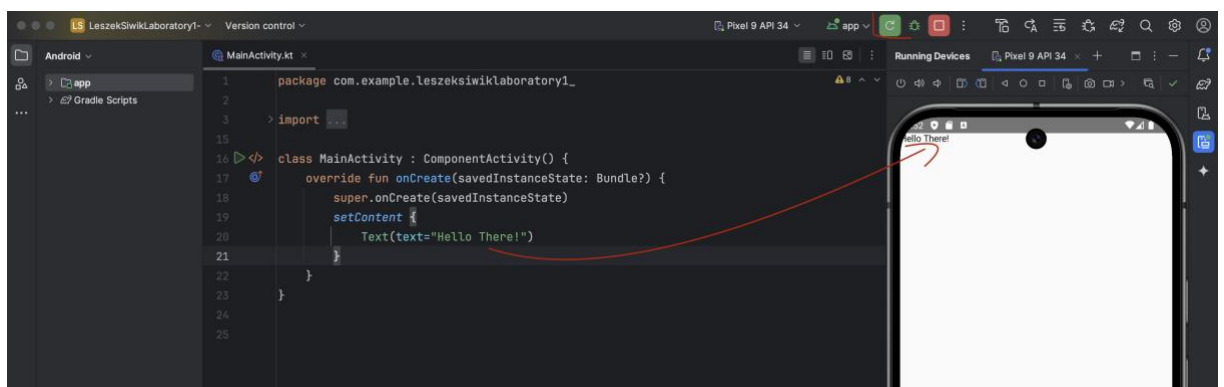 LS LeszekSiwikLaboratory1- Version control Pixel 9 API 34 app
Android MainActivity.kt Running Devices Pixel 9 API 34
app
Gradle Scripts
8
1 package com.example.leszeksiwiklaboratory1_
2
3 import ...
15
16 class MainActivity : ComponentActivity() {
17 override fun onCreate(savedInstanceState: Bundle?) {
18 super.onCreate(savedInstanceState)
19 setContent {
20 Text(text="Hello There!")
21 }
22 }
23 }
24
25
Hello There!